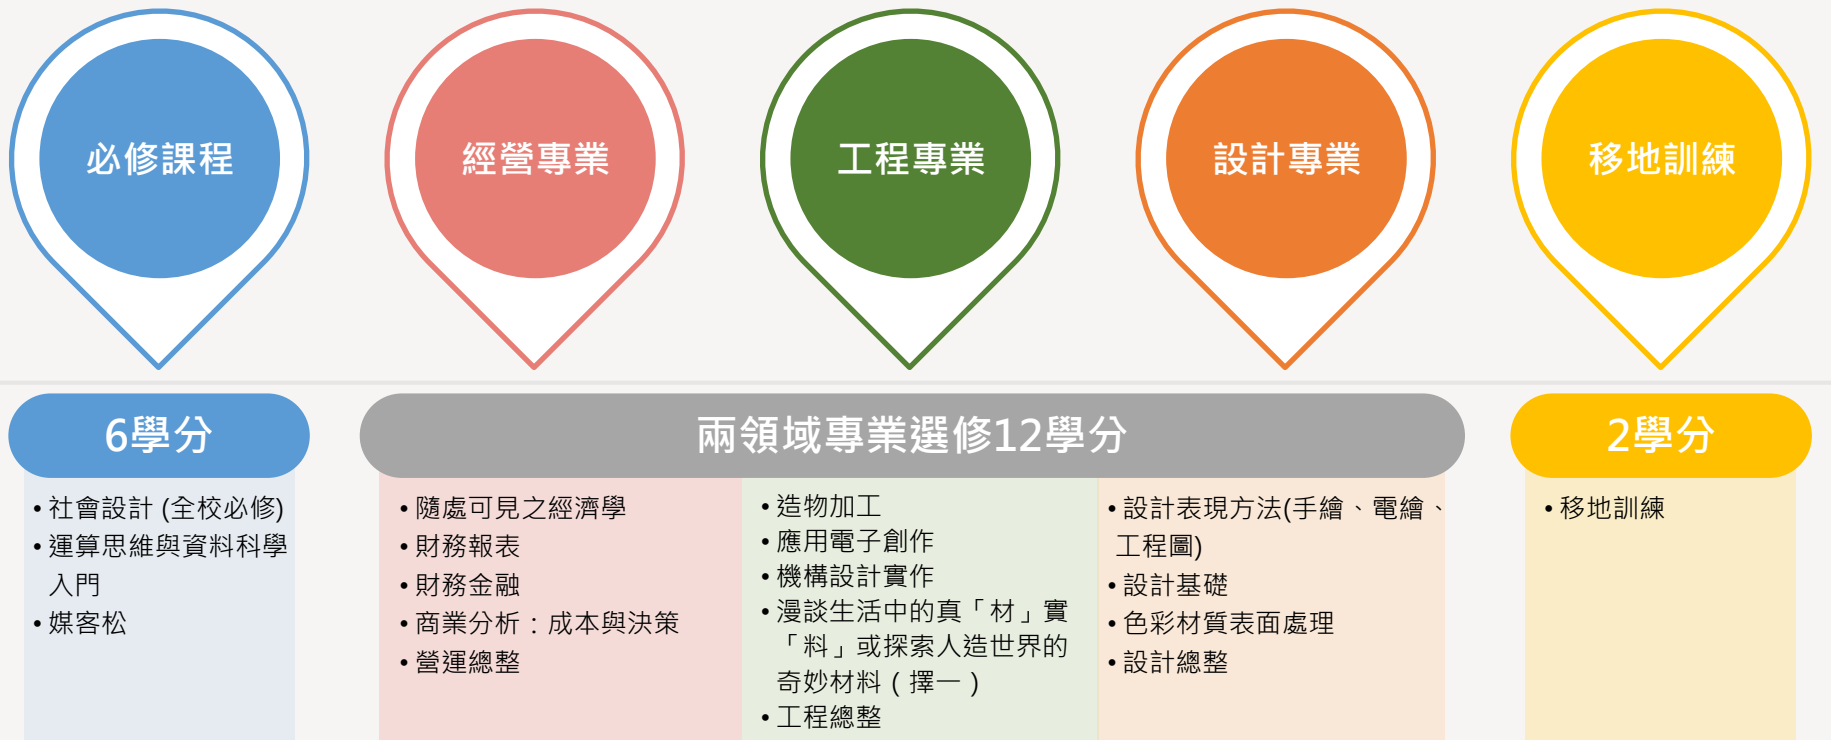 必修課程
經營專業
工程專業
設計專業
移地訓練
6學分
兩領域專業選修12學分
2學分
• 社會設計 (全校必修)
• 運算思維與資料科學
入門
• 媒客松
• 隨處可見之經濟學
• 財務報表
• 財務金融
• 商業分析：成本與決策
• 營運總整
• 造物加工
• 應用電子創作
• 機構設計實作
• 漫談生活中的真「材」實
「料」或探索人造世界的
奇妙材料（擇一）
• 工程總整
• 設計表現方法(手繪、電繪、
工程圖)
• 設計基礎
• 色彩材質表面處理
• 設計總整
• 移地訓練